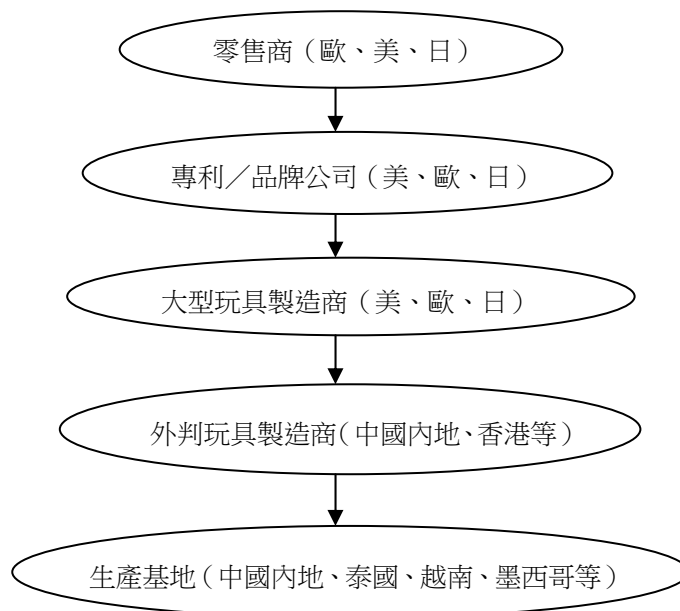 零售商（歐、美、日）
專利／品牌公司（美、歐、日）
大型玩具製造商（美、歐、日）
外判玩具製造商（中國內地、香港等）
生產基地（中國內地、泰國、越南、墨西哥等）